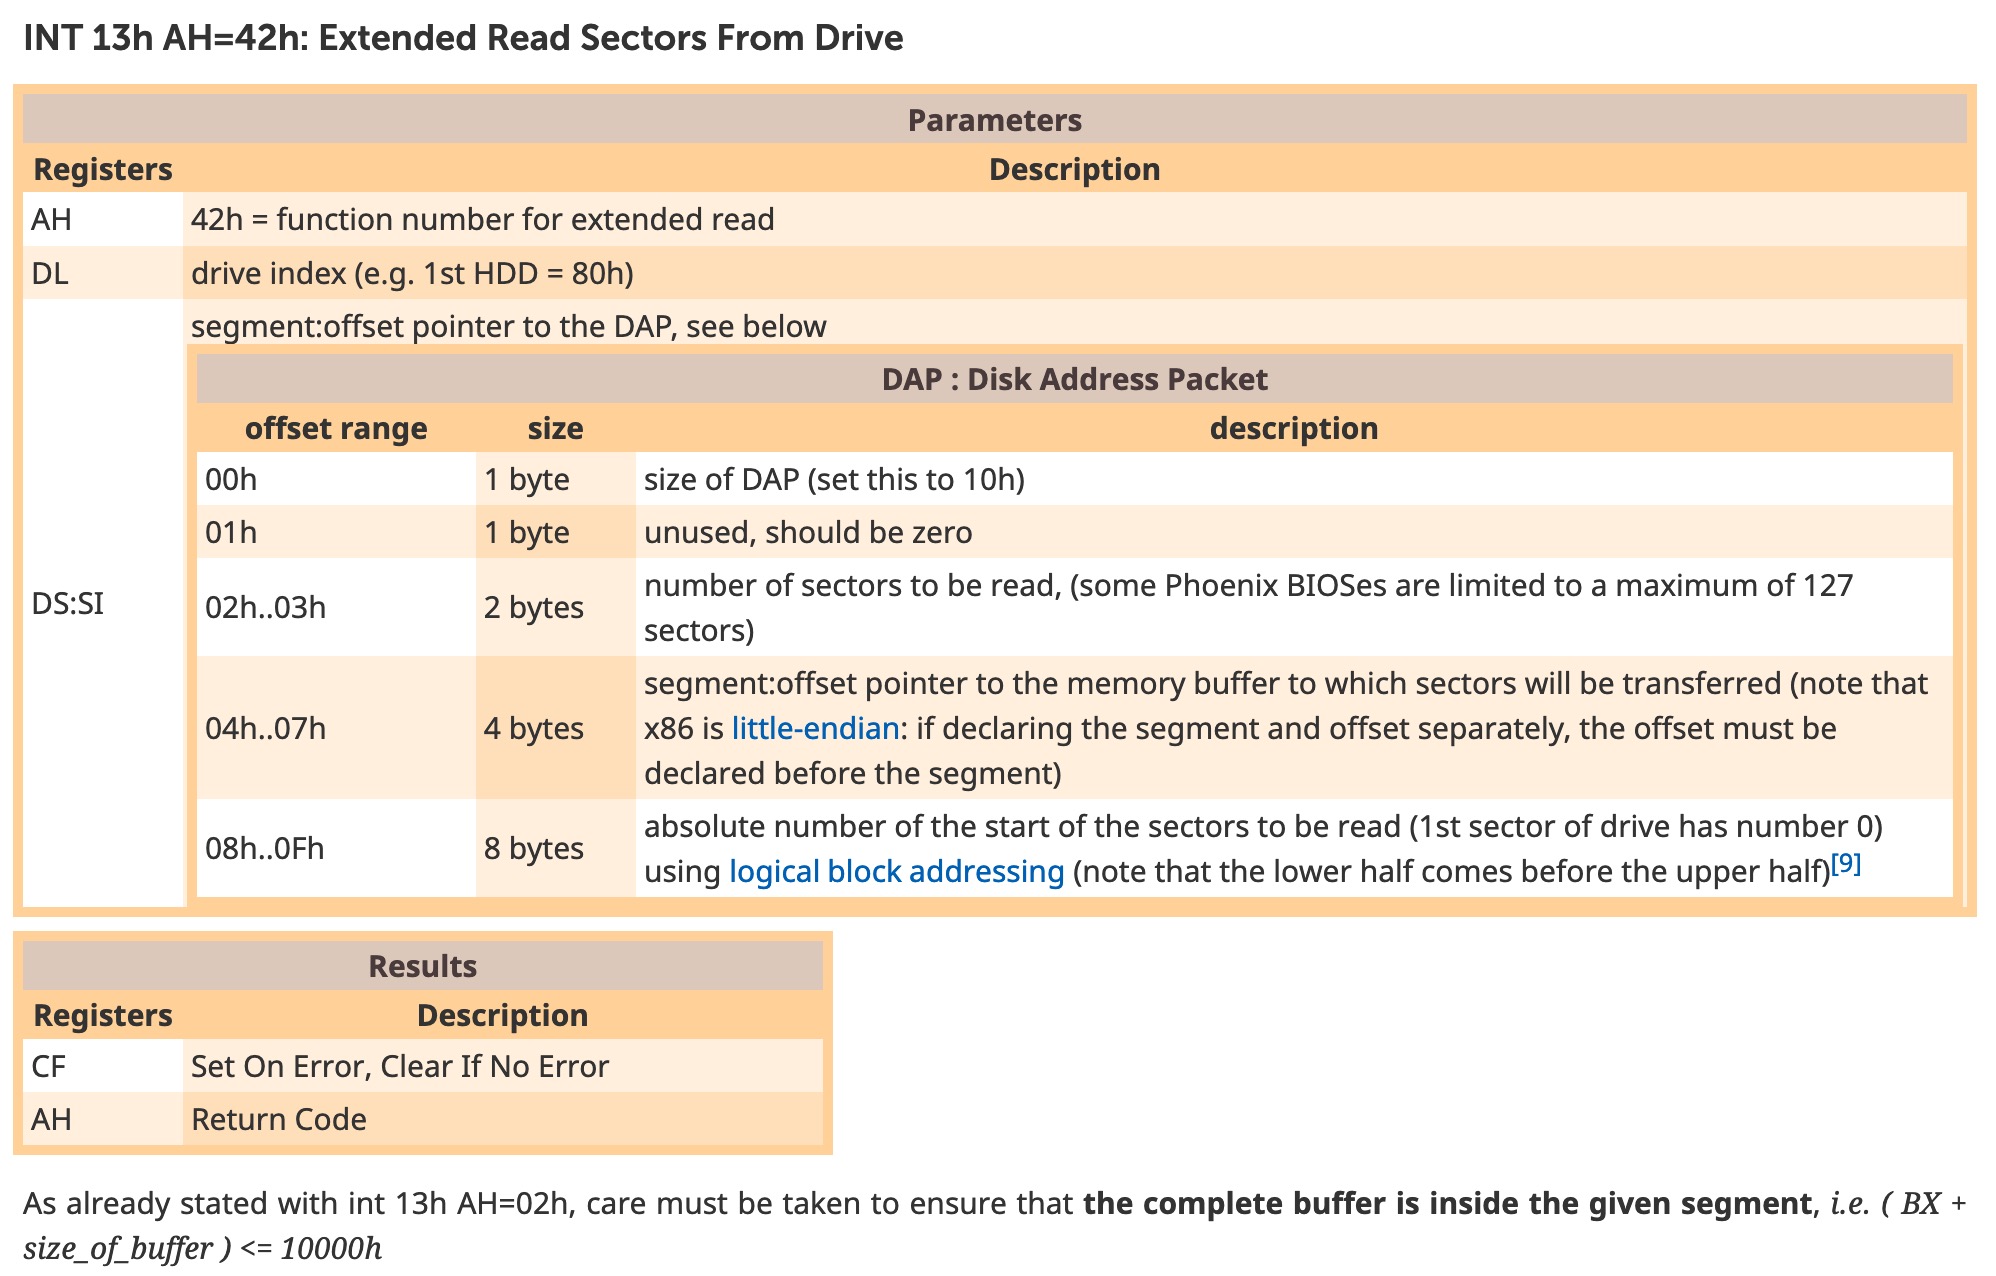 INT 13h AH=42h: Extended Read Sectors From Drive
Parameters
Registers Description
AH 42h = function number for extended read
DL drive index (e.g. 1st HDD = 80h)
segment:offset pointer to the DAP, see below
DAP : Disk Address Packet
offset range size description
00h 1 byte size of DAP (set this to 10h)
01h 1 byte unused, should be zero
DS:SI
02h..03h 2 bytes number of sectors to be read, (some Phoenix BIOSes are limited to a maximum of 127
sectors)
04h..07h 4 bytes segment:offset pointer to the memory buffer to which sectors will be transferred (note that
x86 is little-endian: if declaring the segment and offset separately, the offset must be
declared before the segment)
08h..0Fh 8 bytes absolute number of the start of the sectors to be read (1st sector of drive has number 0)
using logical block addressing (note that the lower half comes before the upper half)[9]
Results
Registers Description
CF Set On Error, Clear If No Error
AH Return Code
As already stated with int 13h AH=02h, care must be taken to ensure that the complete buffer is inside the given segment, i.e. ( BX +
size_of_buffer ) <= 10000h